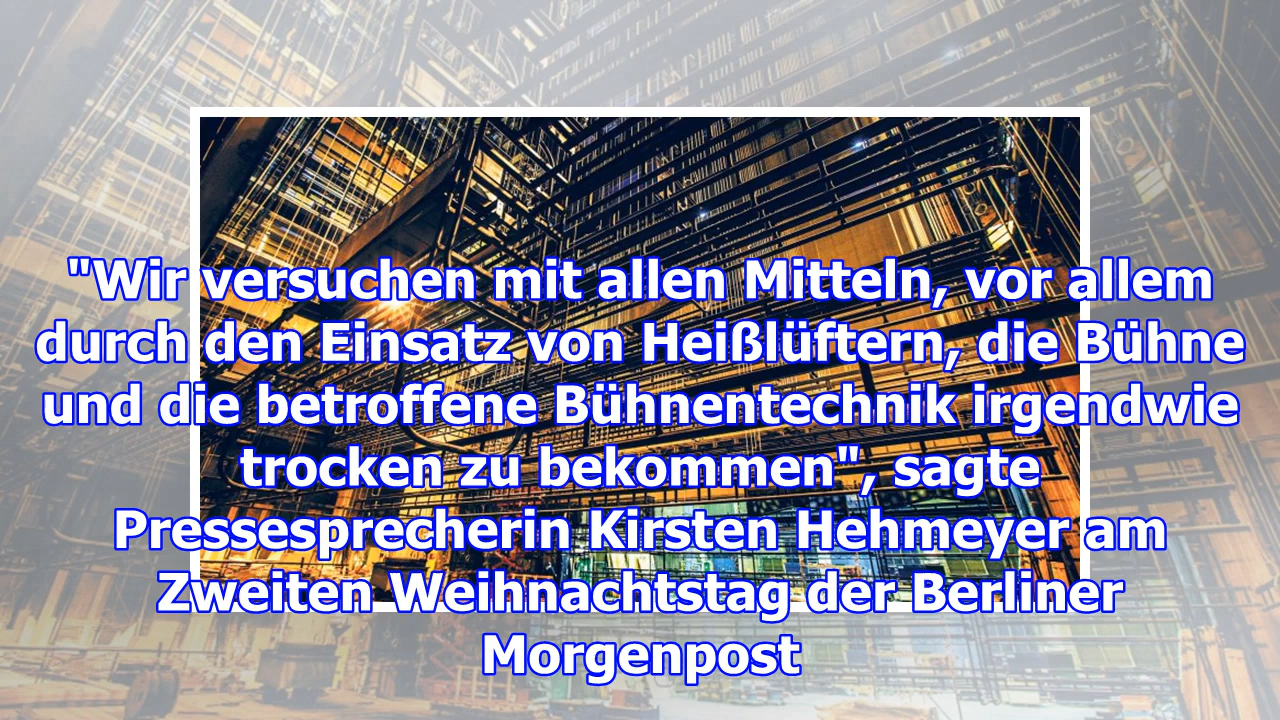 "Wir versuchen mit allen Mitteln, vor allem
durch den Einsatz von Heißlüftern, die Bühne
und die betroffene Bühnentechnik irgendwie
trocken zu bekommen", sagte
Pressesprecherin Kirsten Hehmeyer am
Zweiten Weihnachtstag der Berliner
Morgenpost